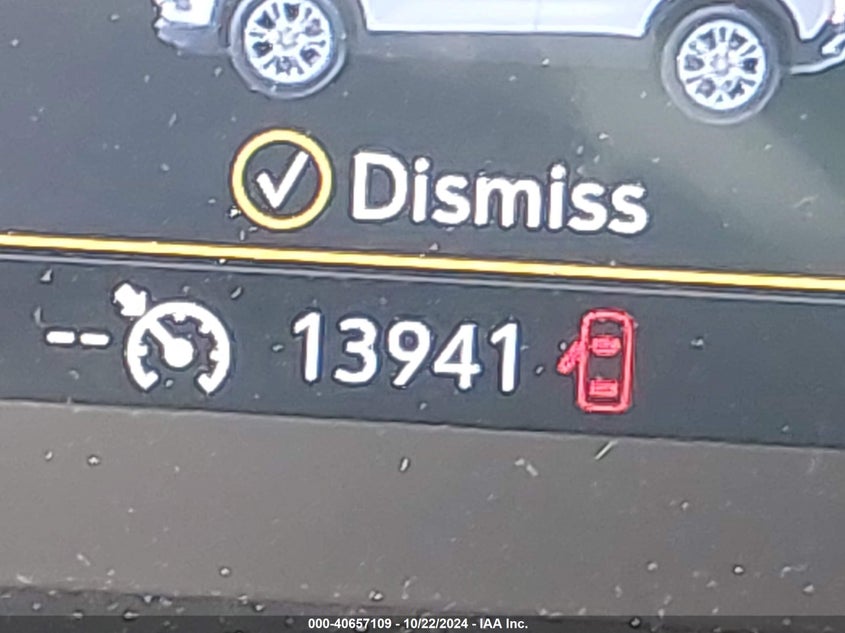 Dismiss
-- 13941
000-40657109 - 10/22/2024 - IAA Inc.